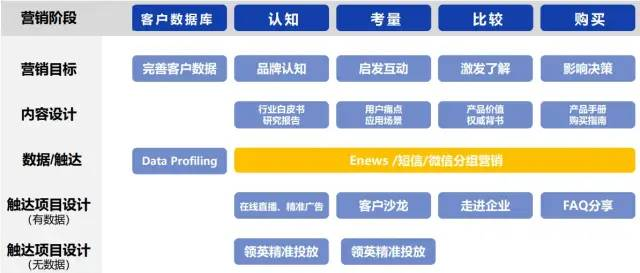 营销阶段 客户数据库 认知 考量 比较 购买
营销目标 完善客户数据 品牌认知 启发互动 激发了解 影响决策
内容设计 行业白皮书 用户痛点 产品价值 产品手册
研究报告 应用场景 权威背书 购买指南
数据/触达 Data Profiling Enews /短信/微信分组营销
触达项目设计 在线直播、精准广告 客户沙龙 走进企业 FAQ分享
(有数据)
触达项目设计 领英精准投放 领英精准投放
(无数据)